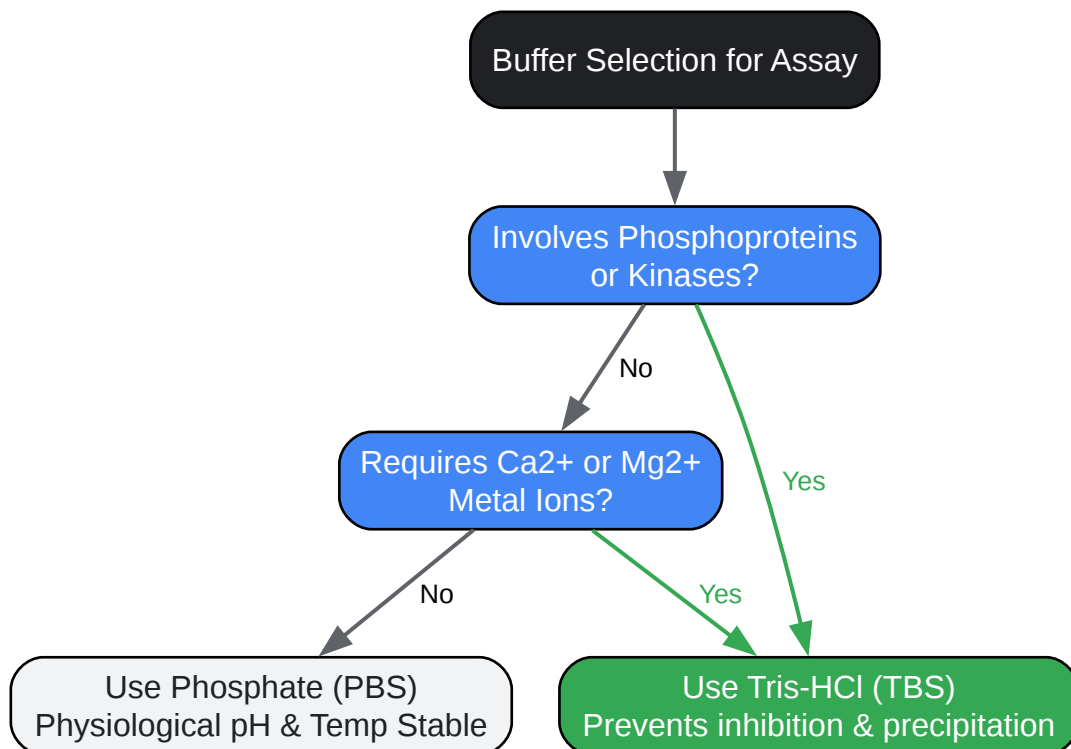 Buffer Selection for Assay
Involves Phosphoproteins
or Kinases?
No
Yes
Requires Ca2+ or Mg2+
Metal Ions?
No
Yes
Use Phosphate (PBS)
Physiological pH & Temp Stable
Use Tris-HCl (TBS)
Prevents inhibition & precipitation